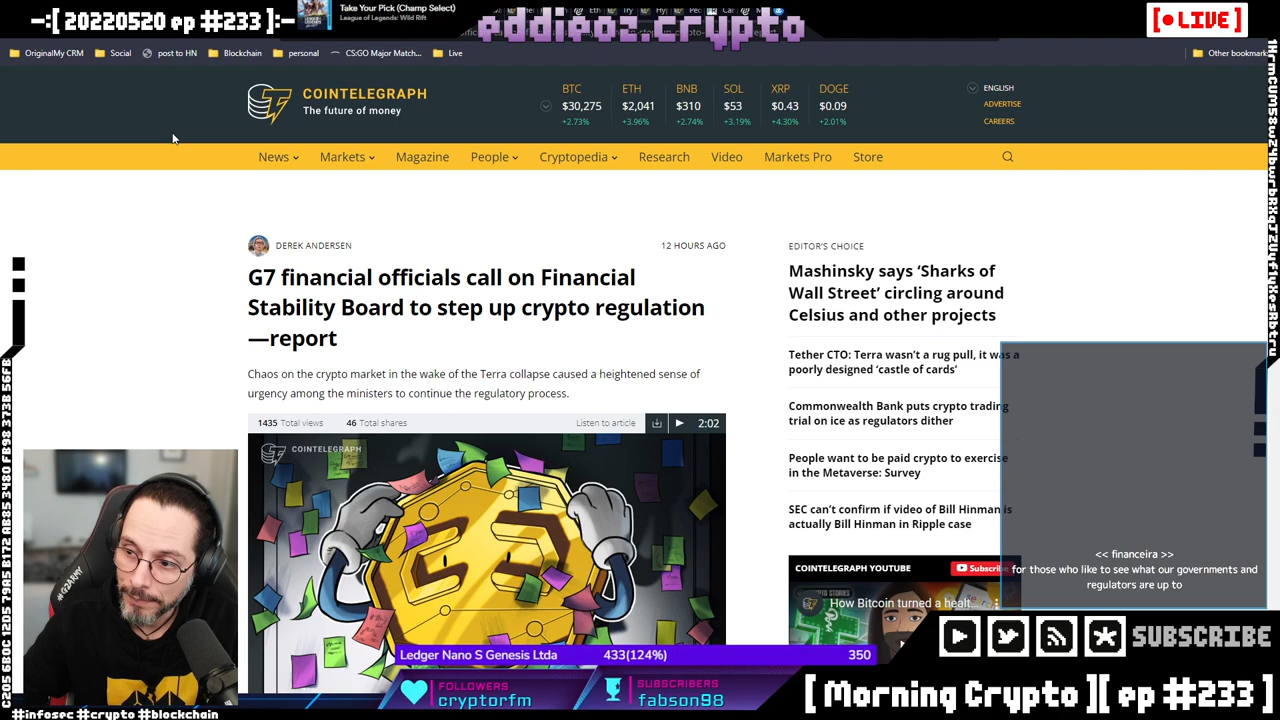 —:[ 20220520 ep #233 ]:—
Take Your Pick (Champ Select)
League of Legends: Wild Rift
eddieoz.crypto
[ LIVE ]
OriginalMy CRM
Social
post to HN
Blockchain
personal
CS:GO Major Match...
Live
Other bookmark
COINTELEGRAPH
The future of money
BTC ETH BNB SOL XRP DOGE
$30,275 $2,041 $310 $53 $0.43 $0.09
+2.73% +3.96% +2.74% +3.19% +4.30% +2.01%
ENGLISH
ADVERTISE
CAREERS
News Markets Magazine People Cryptopedia Research Video Markets Pro Store
DEREK ANDERSEN
12 HOURS AGO
G7 financial officials call on Financial
Stability Board to step up crypto regulation
—report
Chaos on the crypto market in the wake of the Terra collapse caused a heightened sense of
urgency among the ministers to continue the regulatory process.
1435 Total views 46 Total shares Listen to article 2:02
COINTELEGRAPH
EDITOR'S CHOICE
Mashinsky says ‘Sharks of
Wall Street’ circling around
Celsius and other projects
Tether CTO: Terra wasn’t a rug pull, it was a
poorly designed ‘castle of cards’
Commonwealth Bank puts crypto trading
trial on ice as regulators dither
People want to be paid crypto to exercise
in the Metaverse: Survey
SEC can’t confirm if video of Bill Hinman is
actually Bill Hinman in Ripple case
COINTELEGRAPH YOUTUBE
Subscribe
How Bitcoin turned a healt...
<< financeira >>
for those who like to see what our governments and
regulators are up to
Ledger Nano S Genesis Ltda 433(124%) 350
FOLLOWERS
cryptorfm
SUBSCRIBERS
fabson98
SUBSCRIBE
[ Morning Crypto ][ ep #233 ]
#infosec #crypto #blockchain